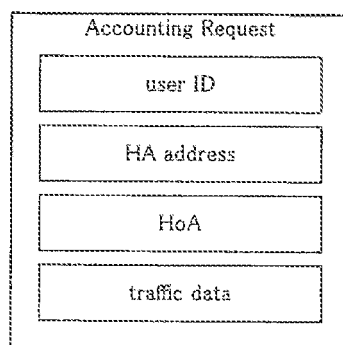 Accounting Request
user ID
HA address
HoA
traffic data